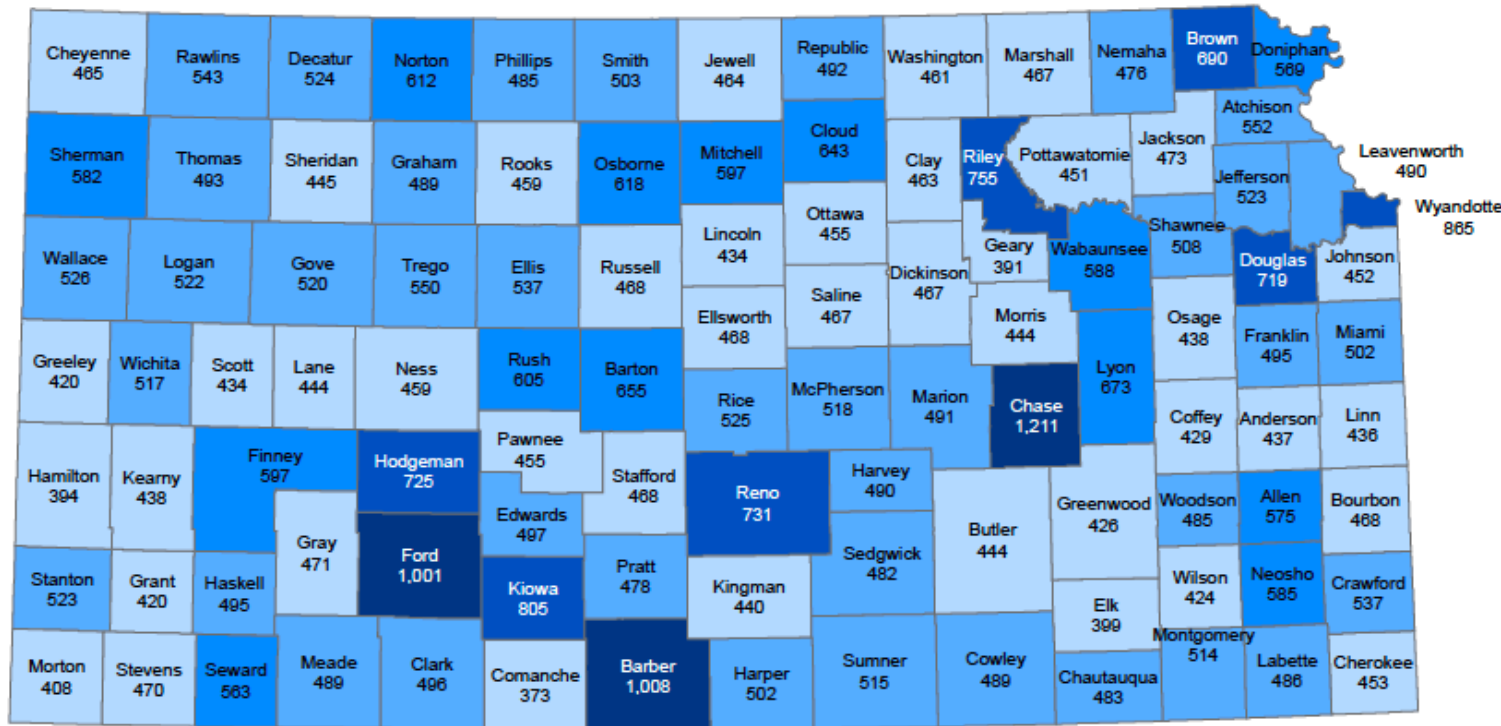 Cheyenne
465
Rawlins
543
Decatur
524
Norton
612
Phillips
485
Smith
503
Jewell
464
Republic
492
Washington
461
Marshall
467
Nemaha
476
Brown
690
Doniphan
569
Atchison
552
Sherman
582
Thomas
493
Sheridan
445
Graham
489
Rooks
459
Osborne
618
Mitchell
597
Cloud
643
Clay
463
Riley
755
Pottawatomie
451
Jackson
473
Jefferson
523
Leavenworth
490
Wyandotte
865
Wallace
526
Logan
522
Gove
520
Trego
550
Ellis
537
Russell
468
Lincoln
434
Ottawa
455
Dickinson
467
Geary
391
Wabaunsee
588
Shawnee
508
Douglas
719
Johnson
452
Ellsworth
468
Saline
467
Morris
444
Osage
438
Franklin
495
Miami
502
Greeley
420
Wichita
517
Scott
434
Lane
444
Ness
459
Rush
605
Barton
655
Rice
525
McPherson
518
Marion
491
Chase
1,211
Lyon
673
Coffey
429
Anderson
437
Linn
436
Hamilton
394
Kearny
438
Finney
597
Hodgeman
725
Pawnee
455
Stafford
468
Reno
731
Harvey
490
Butler
444
Greenwood
426
Woodson
485
Allen
575
Bourbon
468
Gray
471
Ford
1,001
Edwards
497
Pratt
478
Kiowa
805
Kingman
440
Sedgwick
482
Elk
399
Wilson
424
Neosho
585
Crawford
537
Stanton
523
Grant
420
Haskell
495
Morton
408
Stevens
470
Seward
563
Meade
489
Clark
496
Comanche
373
Barber
1,008
Harper
502
Sumner
515
Cowley
489
Chautauqua
483
Montgomery
514
Labette
486
Cherokee
453